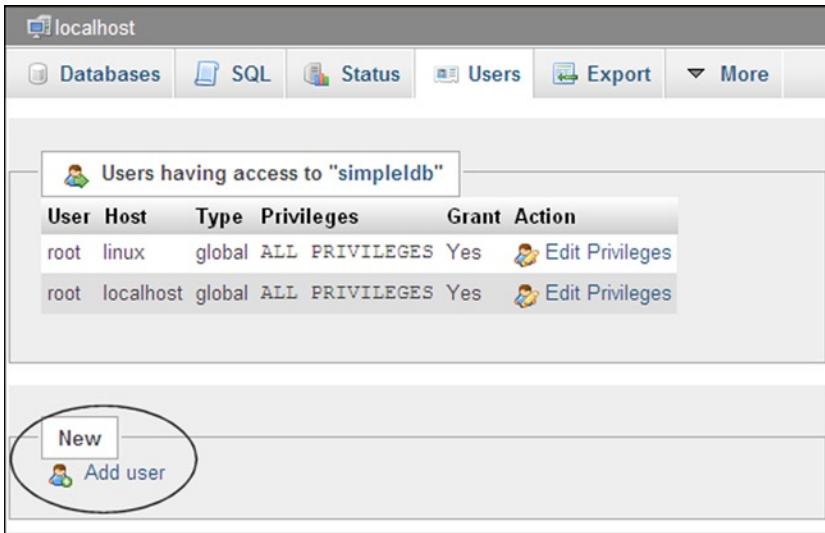 localhost
Databases SQL Status Users Export More
Users having access to "simpleIdb"
User Host Type Privileges Grant Action
root linux global ALL PRIVILEGES Yes Edit Privileges
root localhost global ALL PRIVILEGES Yes Edit Privileges
New
Add user